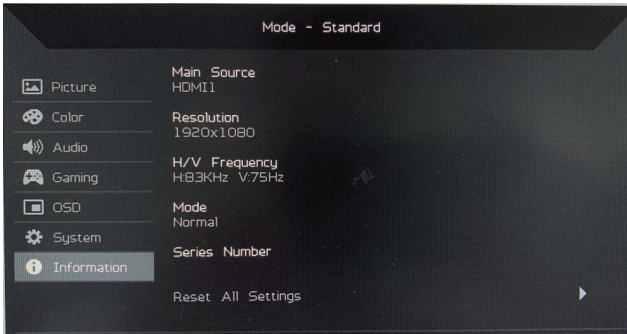 Mode - Standard
Picture
Color
Audio
Gaming
OSD
System
Information
Main Source
HDMI1
Resolution
1920x1080
H/V Frequency
H:83KHz V:75Hz
Mode
Normal
Series Number
Reset All Settings